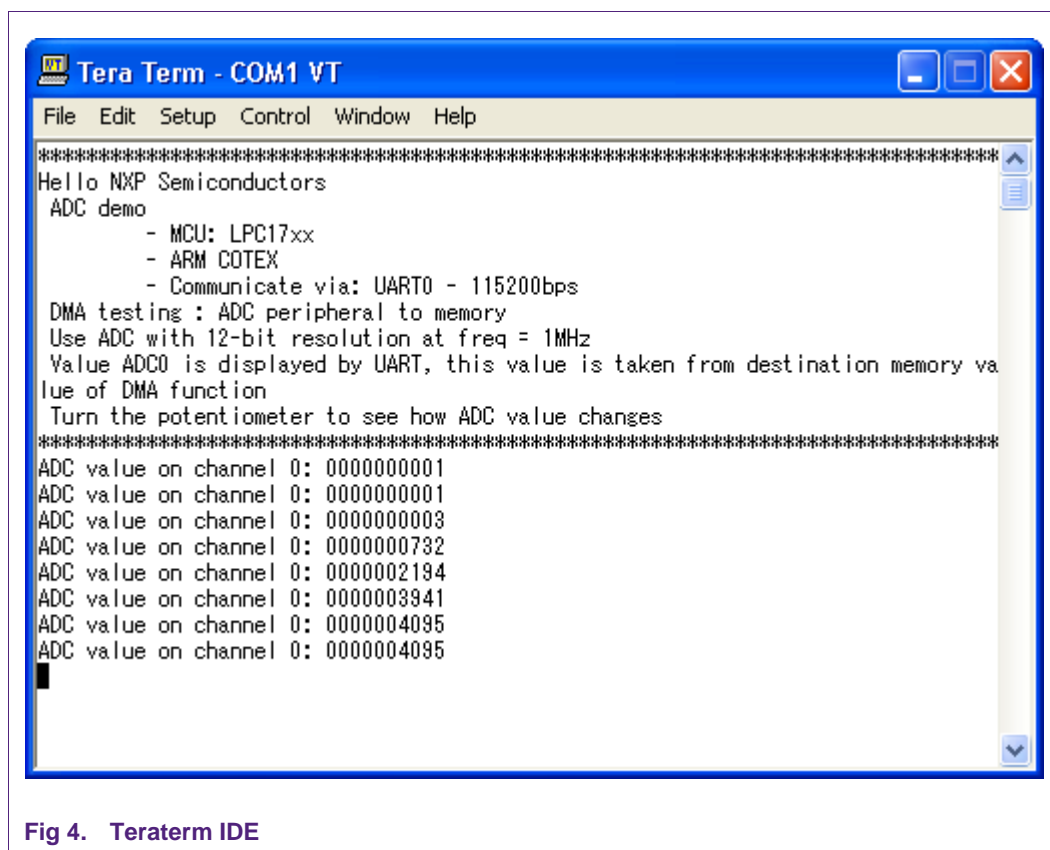 Tera Term - COM1 VT
File Edit Setup Control Window Help
********************************************************************************
Hello NXP Semiconductors
ADC demo
- MCU: LPC17xx
- ARM COTEX
- Communicate via: UART0 - 115200bps
DMA testing : ADC peripheral to memory
Use ADC with 12-bit resolution at freq = 1MHz
Value ADC0 is displayed by UART, this value is taken from destination memory va
lue of DMA function
Turn the potentiometer to see how ADC value changes
********************************************************************************
ADC value on channel 0: 0000000001
ADC value on channel 0: 0000000001
ADC value on channel 0: 0000000003
ADC value on channel 0: 0000000732
ADC value on channel 0: 0000002194
ADC value on channel 0: 0000003941
ADC value on channel 0: 0000004095
ADC value on channel 0: 0000004095
Fig 4. Teraterm IDE